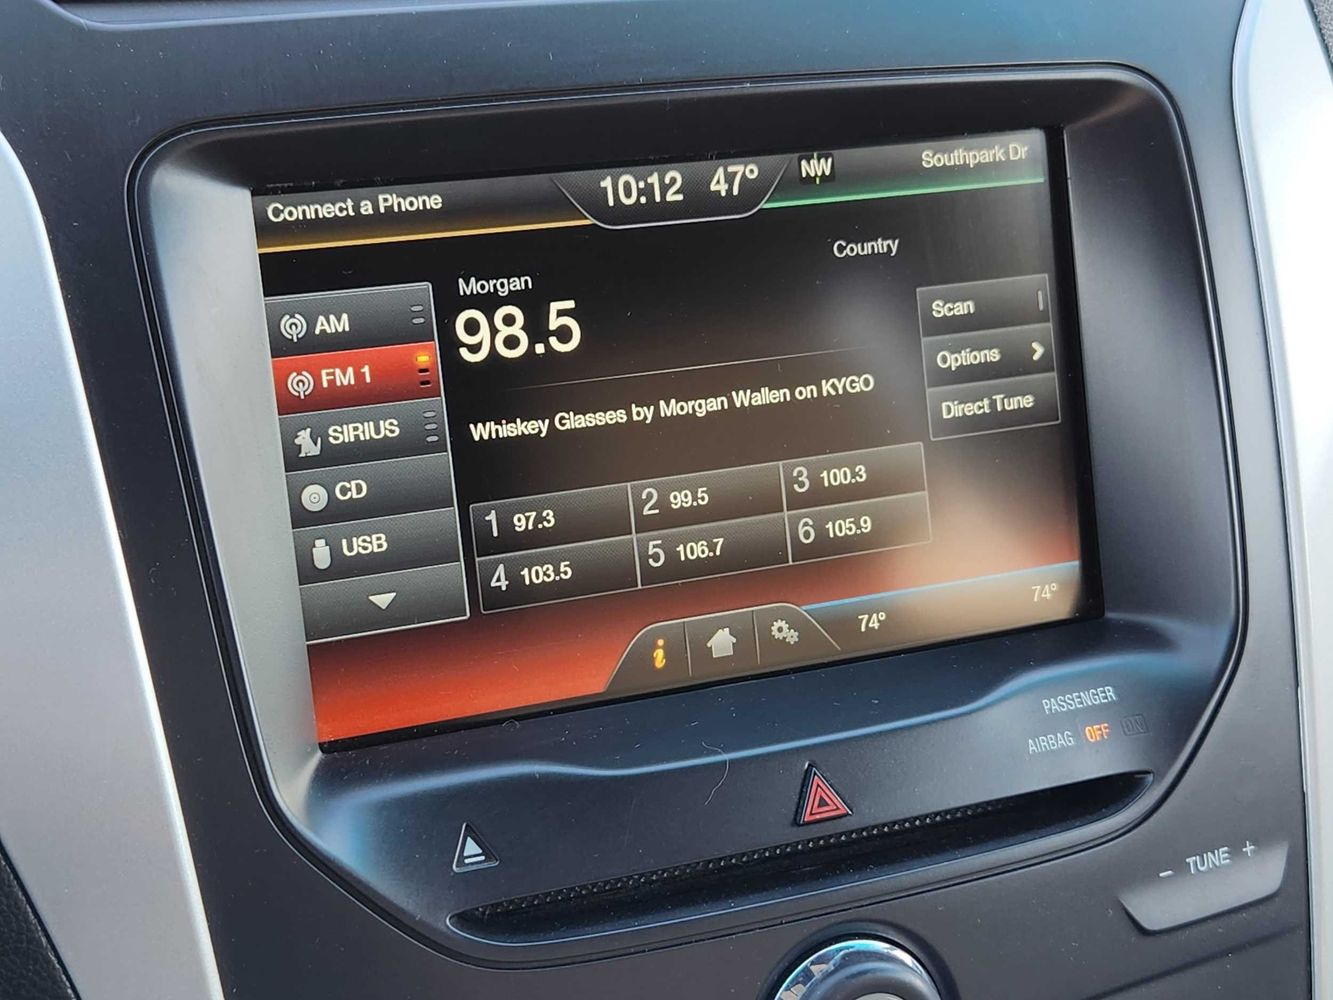 Connect a Phone
10:12 47°
NW
Southpark Dr
Country
Morgan
98.5
AM
FM 1
SIRIUS
CD
USB
Whiskey Glasses by Morgan Wallen on KYGO
Scan
Options
Direct Tune
1 97.3
2 99.5
3 100.3
4 103.5
5 106.7
6 105.9
i
74°
74°
PASSENGER
AIRBAG OFF ON
- TUNE +